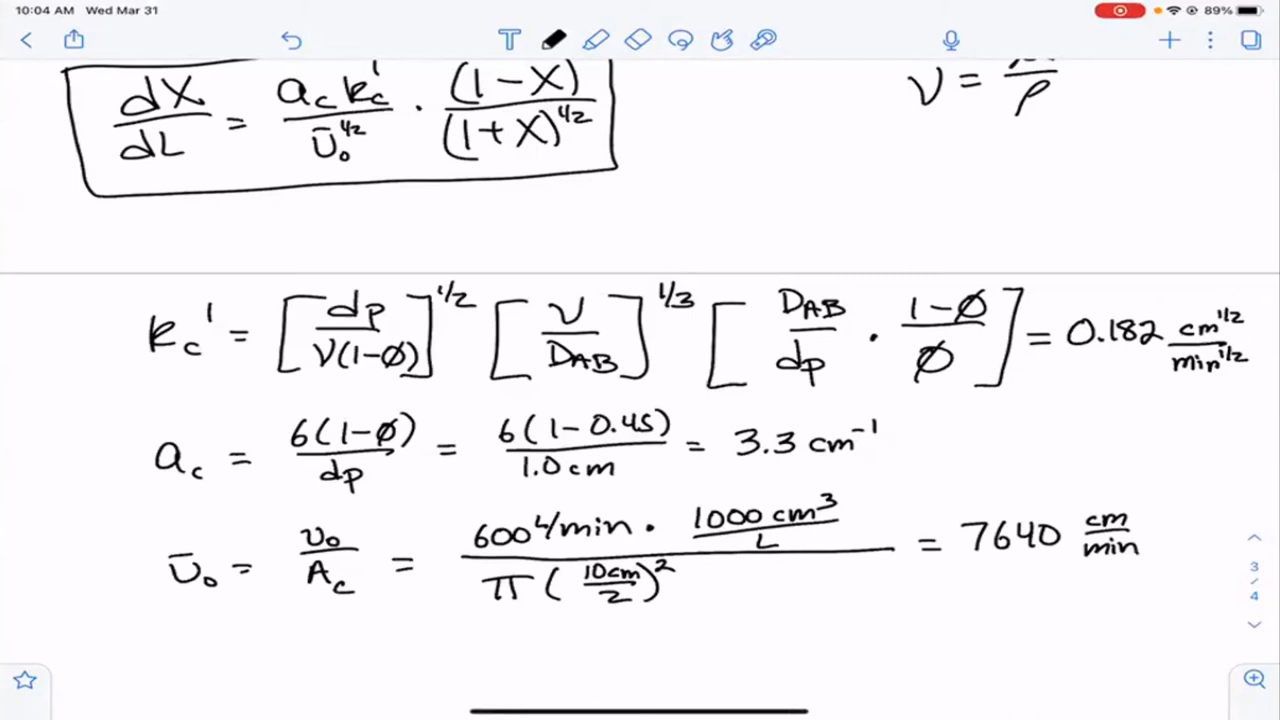 10:04 AM Wed Mar 31 89%
dX/dL = a_c k_c'/Ū_0^{1/2} · (1-X)/(1+X)^{1/2}
ν = μ/ρ
k_c' = [dp/ν(1-ø)]^{1/2} [ν/D_AB]^{1/3} [D_AB/dp · 1-ø/ø] = 0.182 cm^{1/2}/min^{1/2}
a_c = 6(1-ø)/dp = 6(1-0.45)/1.0cm = 3.3 cm^{-1}
Ū_0 = υ_0/A_c = 600 L/min · 1000 cm^3/L / π(10cm/2)^2 = 7640 cm/min
3
/
4